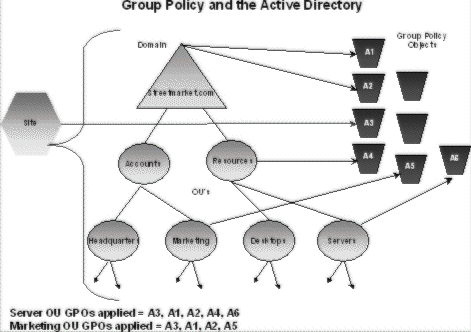 Group Policy and the Active Directory
Domain
Group Policy
Objects
A1
Streetmarket.com
A2
Site
A3
Accounts
Resources
A4
A5
A6
OU's
Headquarters
Marketing
Desktops
Servers
Server OU GPOs applied = A3, A1, A2, A4, A6
Marketing OU GPOs applied = A3, A1, A2, A5